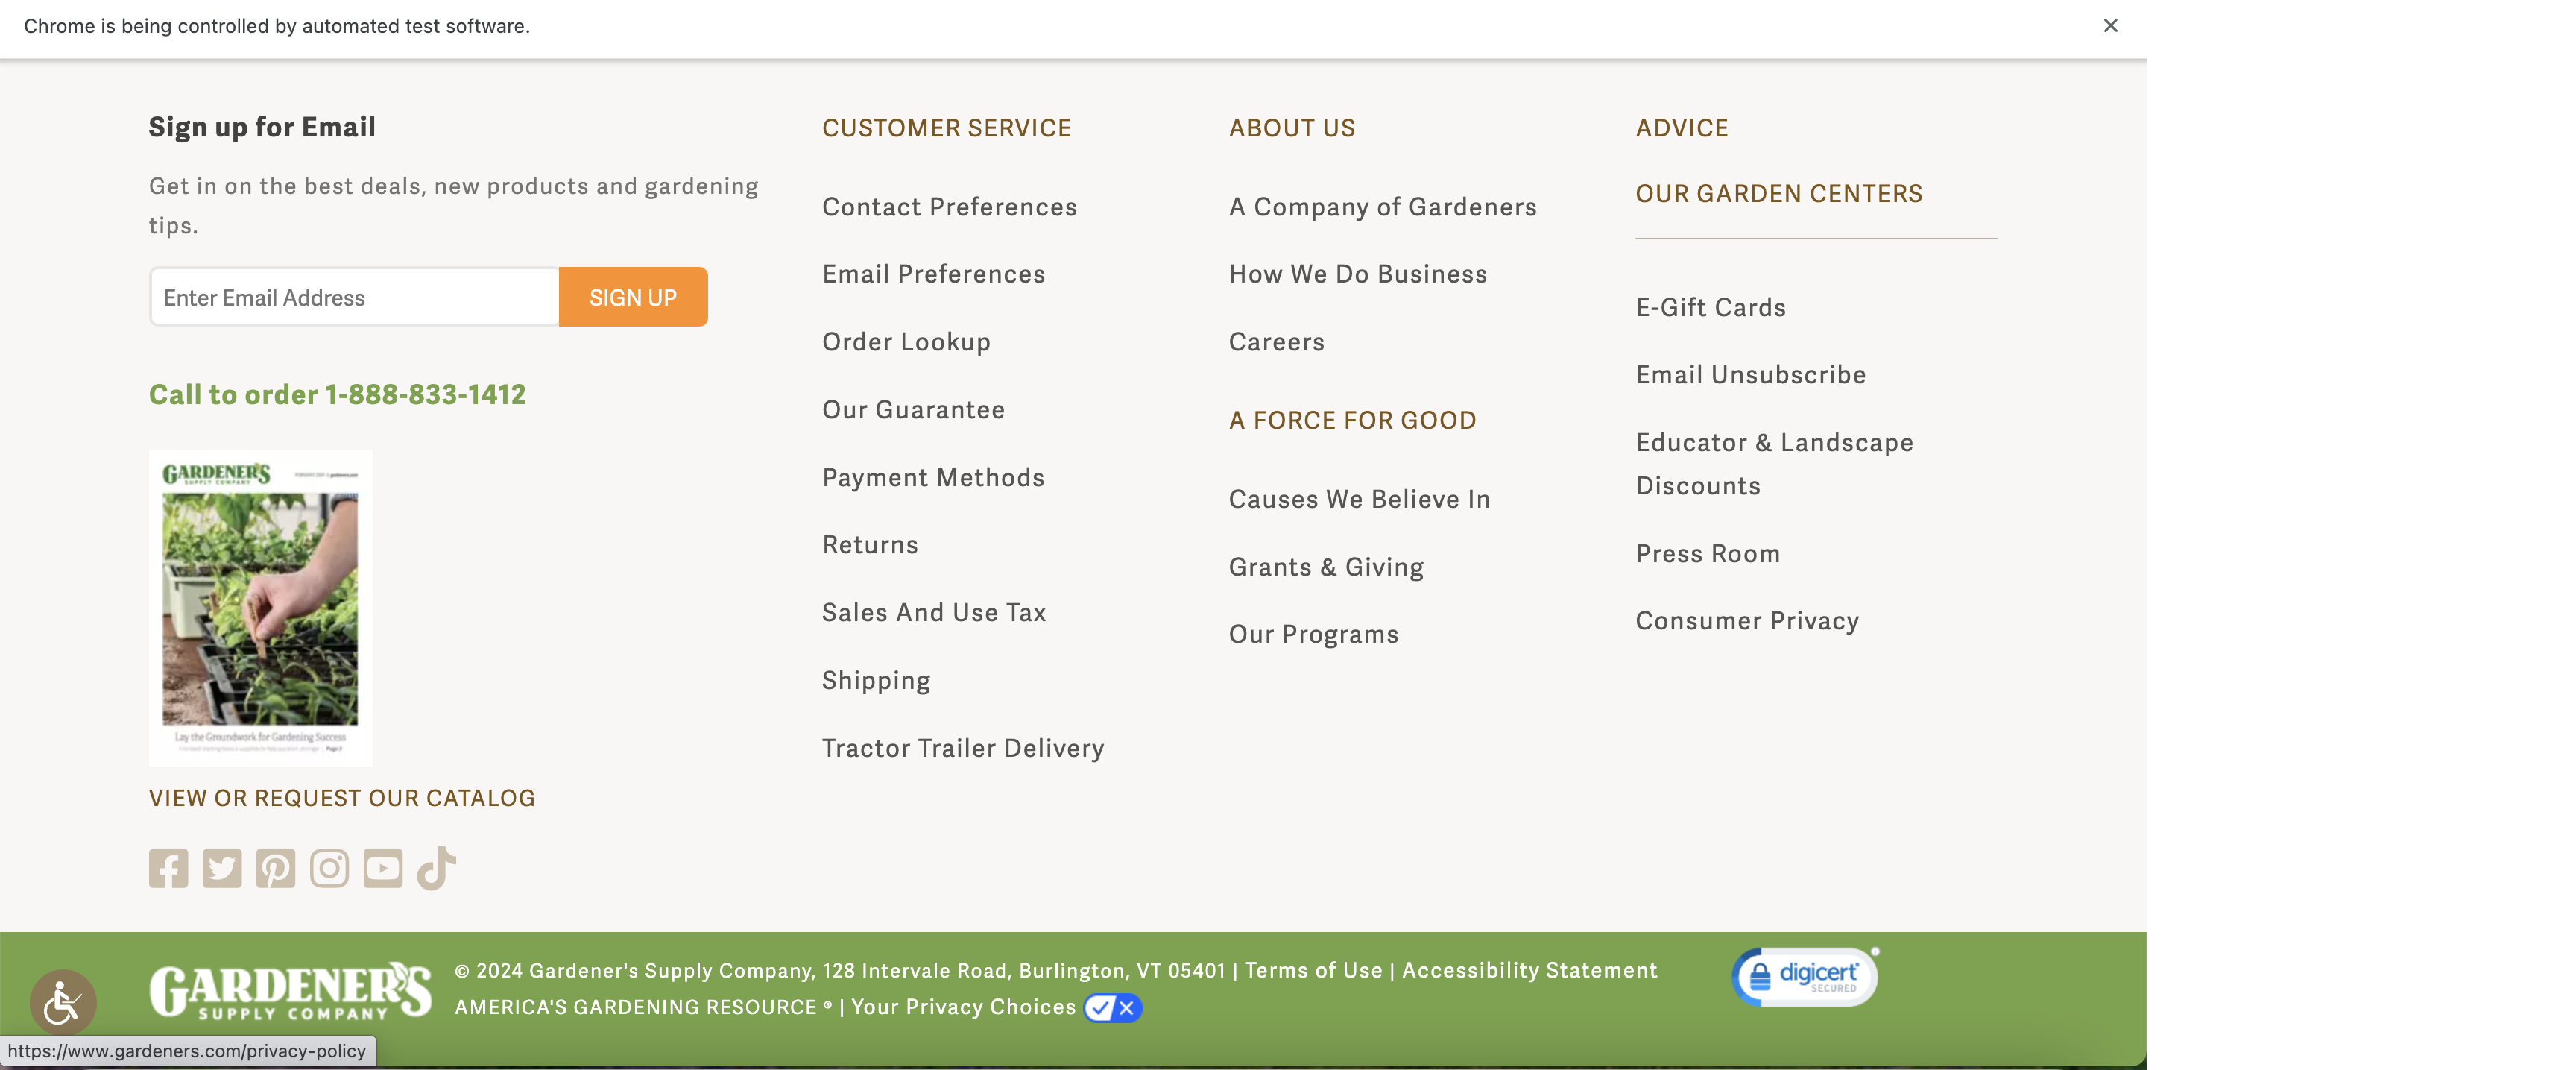 Chrome is being controlled by automated test software.
Sign up for Email
Get in on the best deals, new products and gardening
tips.
Enter Email Address
SIGN UP
Call to order 1-888-833-1412
GARDENER'S
SUPPLY COMPANY
Lay the Groundwork for Gardening Success
VIEW OR REQUEST OUR CATALOG
CUSTOMER SERVICE
Contact Preferences
Email Preferences
Order Lookup
Our Guarantee
Payment Methods
Returns
Sales And Use Tax
Shipping
Tractor Trailer Delivery
ABOUT US
A Company of Gardeners
How We Do Business
Careers
A FORCE FOR GOOD
Causes We Believe In
Grants & Giving
Our Programs
ADVICE
OUR GARDEN CENTERS
E-Gift Cards
Email Unsubscribe
Educator & Landscape
Discounts
Press Room
Consumer Privacy
GARDENER'S
SUPPLY COMPANY
© 2024 Gardener's Supply Company, 128 Intervale Road, Burlington, VT 05401 | Terms of Use | Accessibility Statement
AMERICA'S GARDENING RESOURCE ® | Your Privacy Choices
digicert
SECURED
https://www.gardeners.com/privacy-policy